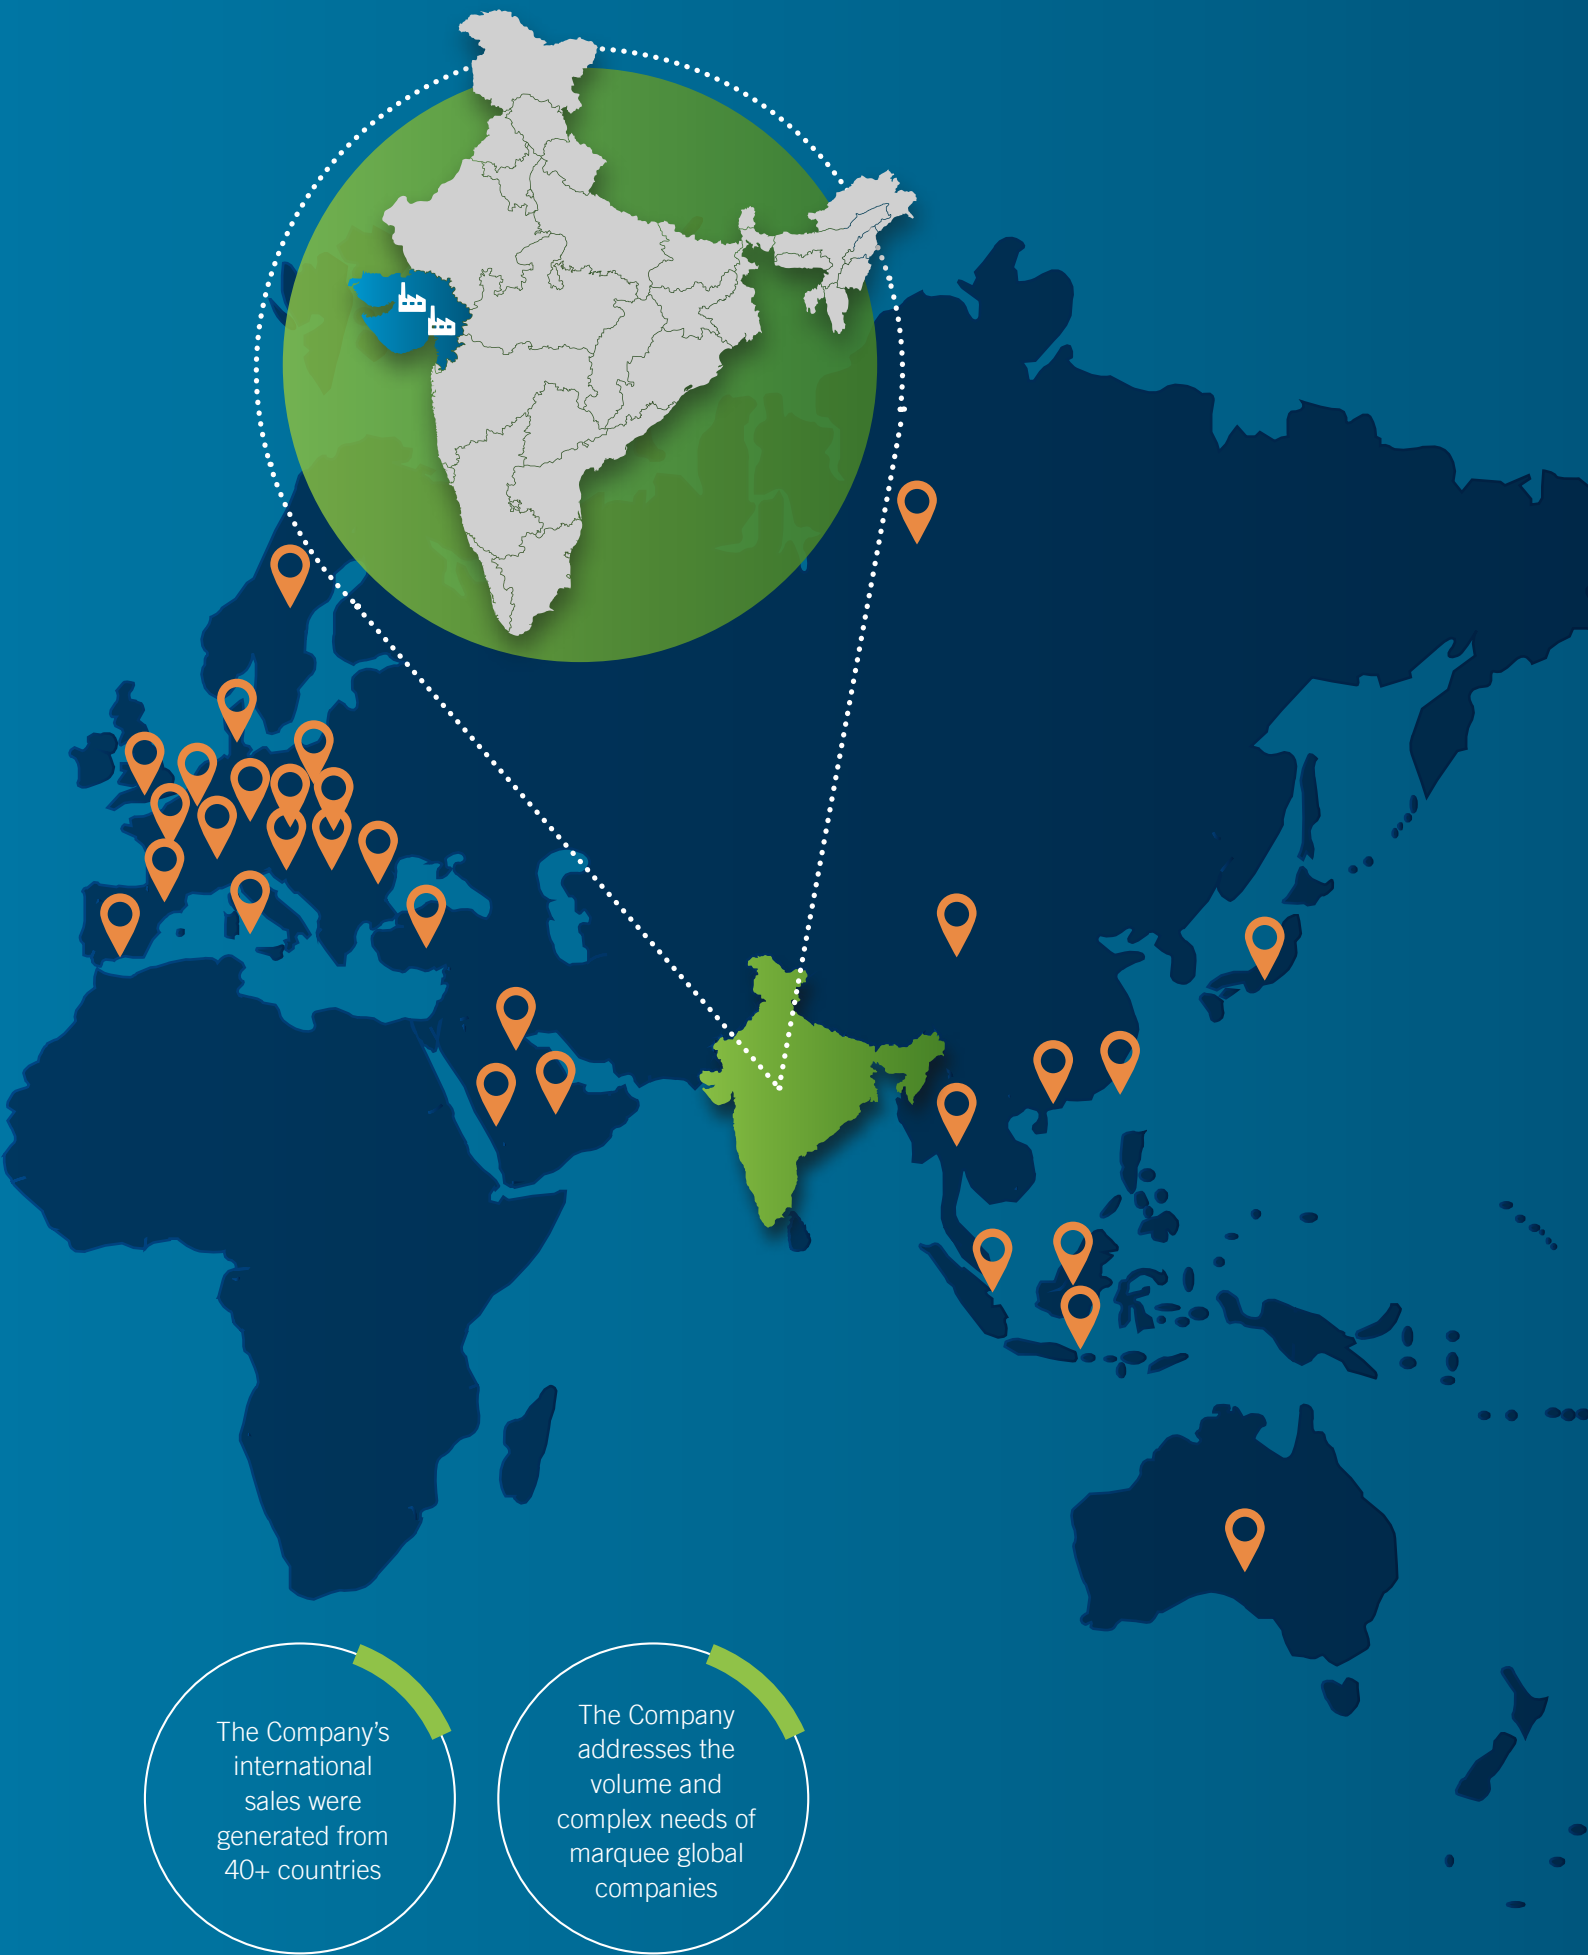 The Company’s
international
sales were
generated from
40+ countries
The Company
addresses the
volume and
complex needs of
marquee global
companies